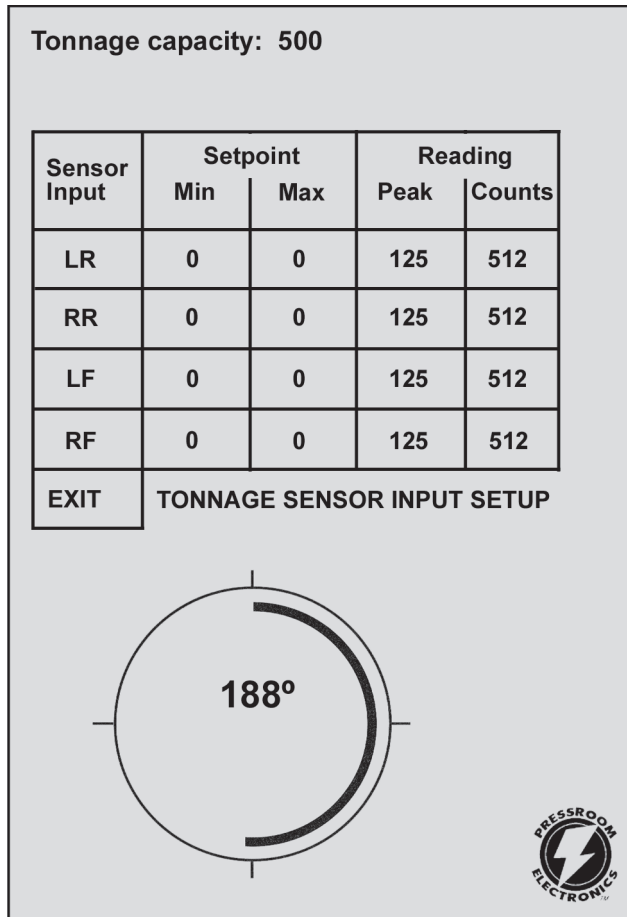 Tonnage capacity: 500
Sensor Input Setpoint Reading
Min Max Peak Counts
LR 0 0 125 512
RR 0 0 125 512
LF 0 0 125 512
RF 0 0 125 512
EXIT TONNAGE SENSOR INPUT SETUP
188º
PRESSROOM
ELECTRONICS
TM